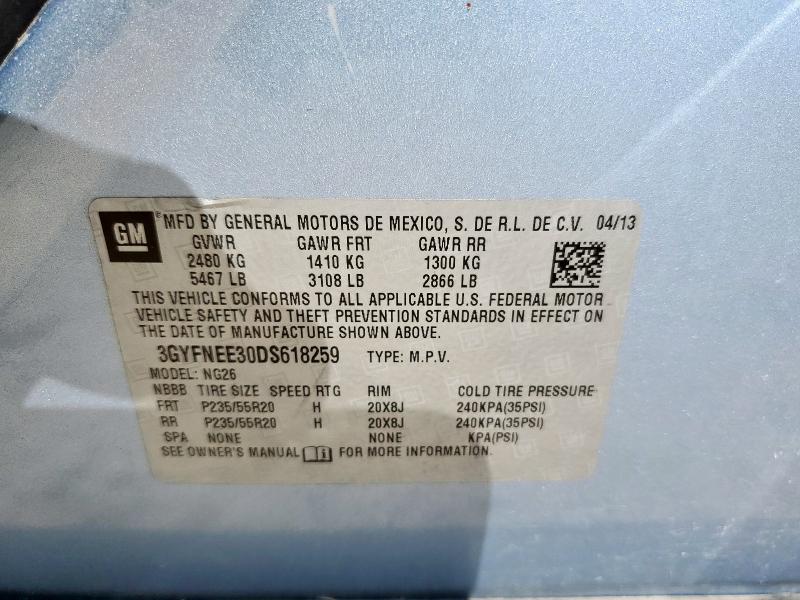 GM ® MFD BY GENERAL MOTORS DE MEXICO, S. DE R.L. DE C.V. 04/13
GVWR GAWR FRT GAWR RR
2480 KG 1410 KG 1300 KG
5467 LB 3108 LB 2866 LB
THIS VEHICLE CONFORMS TO ALL APPLICABLE U.S. FEDERAL MOTOR
VEHICLE SAFETY AND THEFT PREVENTION STANDARDS IN EFFECT ON
THE DATE OF MANUFACTURE SHOWN ABOVE.
3GYFNEE30DS618259 TYPE: M.P.V.
MODEL: NG26
NBBB TIRE SIZE SPEED RTG RIM COLD TIRE PRESSURE
FRT P235/55R20 H 20X8J 240KPA(35PSI)
RR P235/55R20 H 20X8J 240KPA(35PSI)
SPA NONE NONE KPA(PSI)
SEE OWNER'S MANUAL FOR MORE INFORMATION.